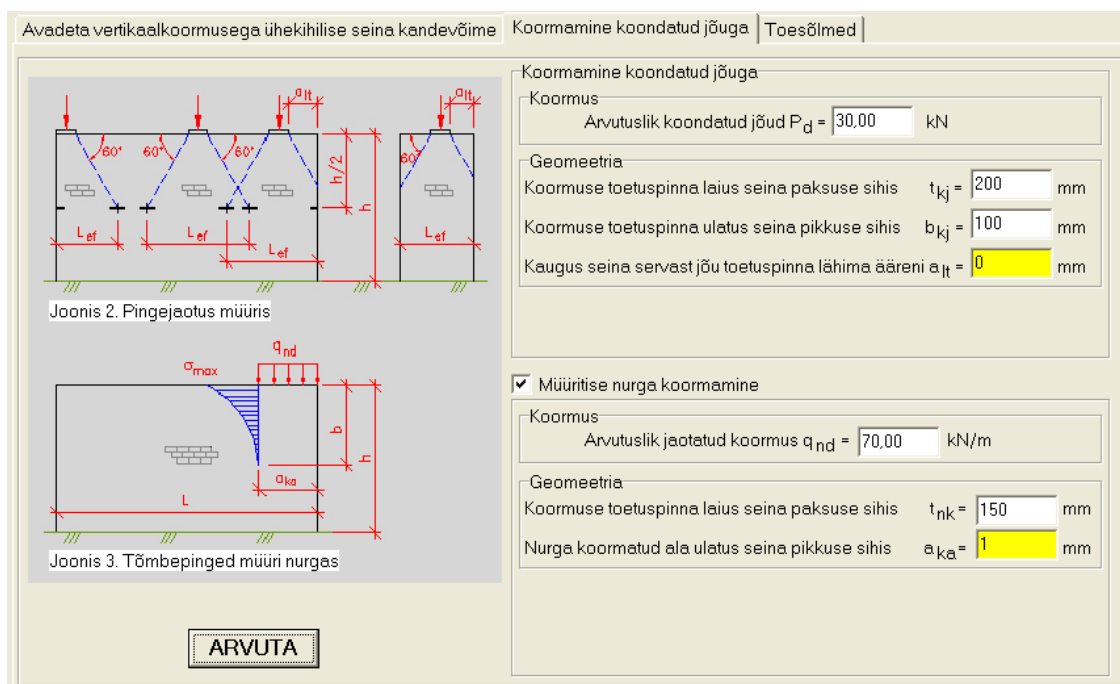 Avadeta vertikaalkoormusega ühekihilise seina kandevõime Koormamine koondatud jõuga Toesõlmed
alt alt
60° 60° 60° 60°
h/2
h
Lef Lef Lef Lef
Joonis 2. Pingejaotus müüris
qnd
σmax
b
h
aka
L
Joonis 3. Tõmbepinged müüri nurgas
ARVUTA
Koormamine koondatud jõuga
Koormus
Arvutuslik koondatud jõud Pd = 30,00 kN
Geomeetria
Koormuse toetuspinna laius seina paksuse sihis tkj = 200 mm
Koormuse toetuspinna ulatus seina pikkuse sihis bkj = 100 mm
Kaugus seina servast jõu toetuspinna lähima ääreni alt = 0 mm
Müüritise nurga koormamine
Koormus
Arvutuslik jaotatud koormus qnd = 70,00 kN/m
Geomeetria
Koormuse toetuspinna laius seina paksuse sihis tnk = 150 mm
Nurga koormatud ala ulatus seina pikkuse sihis aka = 1 mm